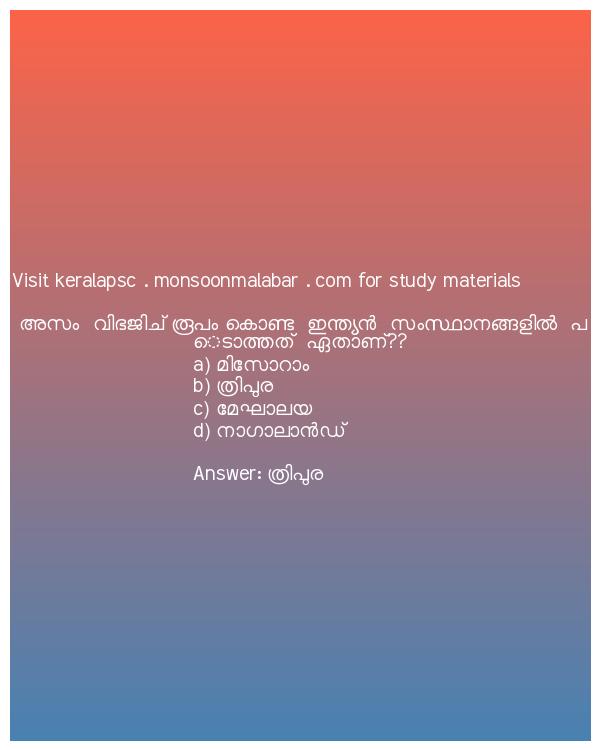 Visit keralapsc . monsoonmalabar . com for study materials
അസം വിഭജിച് രൂപം കൊണ്ട ഇന്ത്യൻ സംസ്ഥാനങ്ങളിൽ പ
െടാത്തത് ഏതാണ്??
a) മിസോറാം
b) ത്രിപുര
c) മേഘാലയ
d) നാഗാലാൻഡ്
Answer: ത്രിപുര